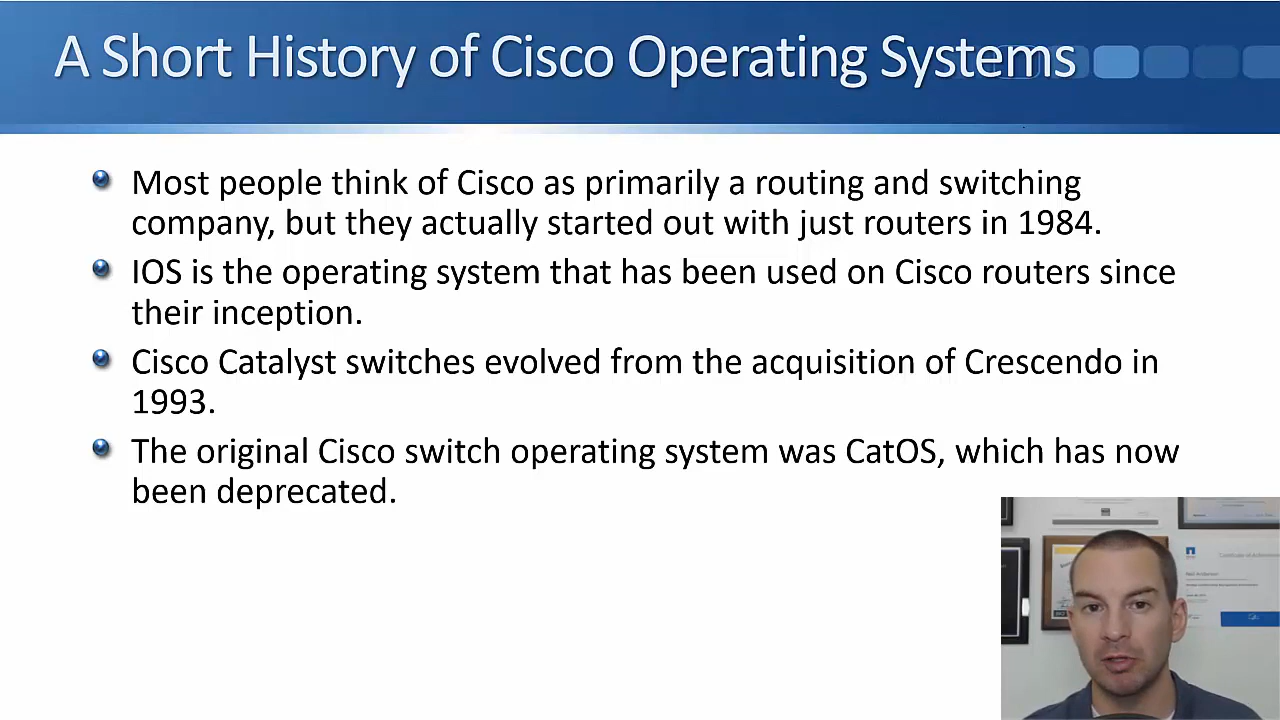 A Short History of Cisco Operating Systems
Most people think of Cisco as primarily a routing and switching
company, but they actually started out with just routers in 1984.
IOS is the operating system that has been used on Cisco routers since
their inception.
Cisco Catalyst switches evolved from the acquisition of Crescendo in
1993.
The original Cisco switch operating system was CatOS, which has now
been deprecated.
Neil Anderson